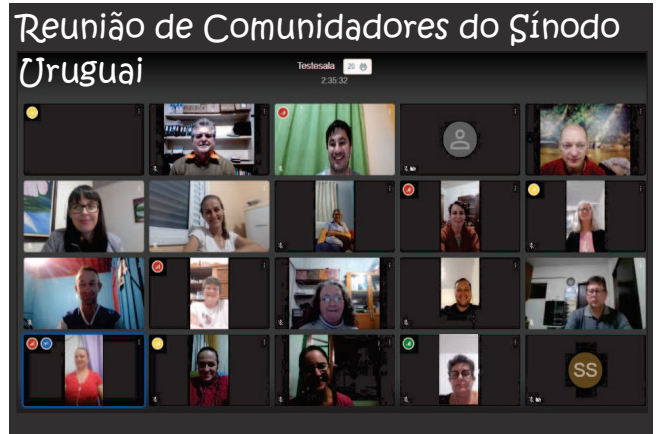 Reunião de Comunidadores do Sínodo
Uruguai
Testesala 20
2:35:32
SS